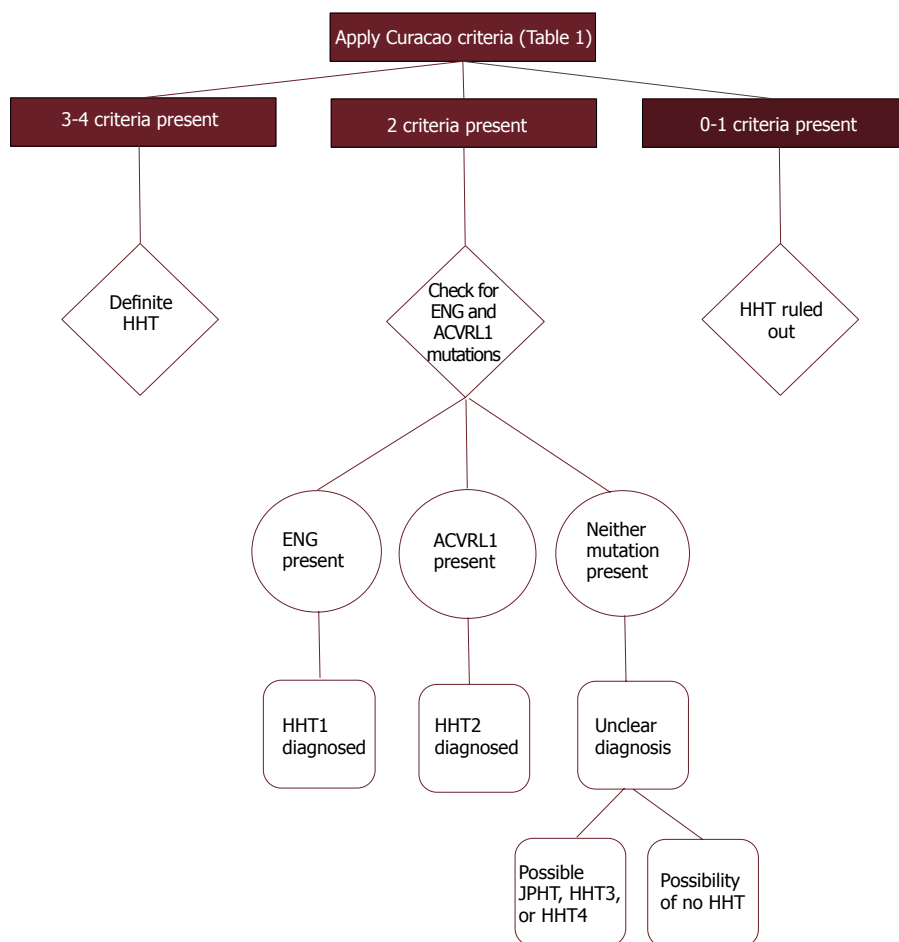 Apply Curacao criteria (Table 1)
3-4 criteria present
2 criteria present
0-1 criteria present
Definite
HHT
Check for
ENG and
ACVRL1
mutations
HHT ruled
out
ENG
present
ACVRL1
present
Neither
mutation
present
HHT1
diagnosed
HHT2
diagnosed
Unclear
diagnosis
Possible
JPHT, HHT3,
or HHT4
Possibility
of no HHT